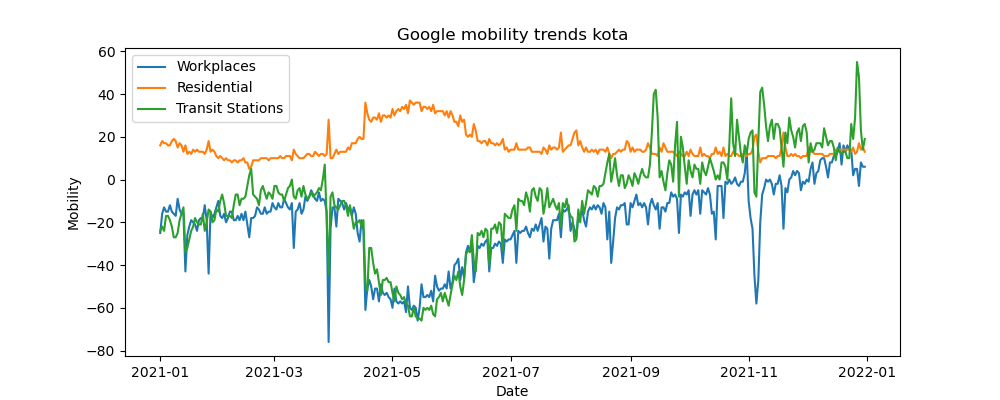 Google mobility trends kota
Workplaces
Residential
Transit Stations
60
40
20
0
−20
−40
−60
−80
Mobility
2021-01 2021-03 2021-05 2021-07 2021-09 2021-11 2022-01
Date